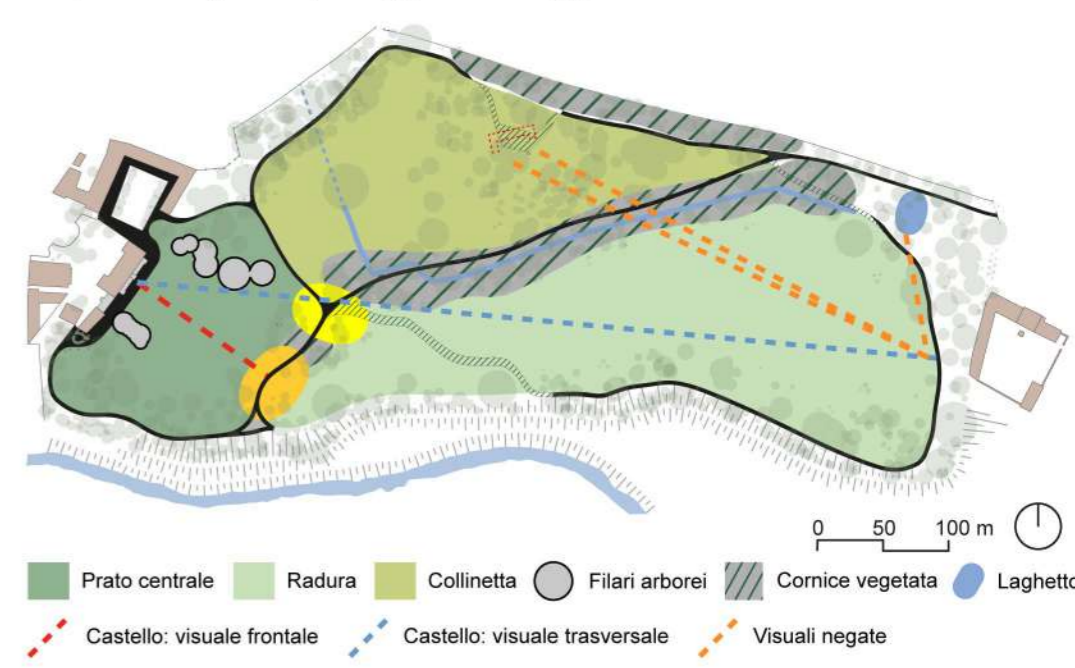 0 50 100 m
Prato centrale Radura Collinetta Filari arborei Cornice vegetata Laghetto
Castello: visuale frontale Castello: visuale trasversale Visuali negate